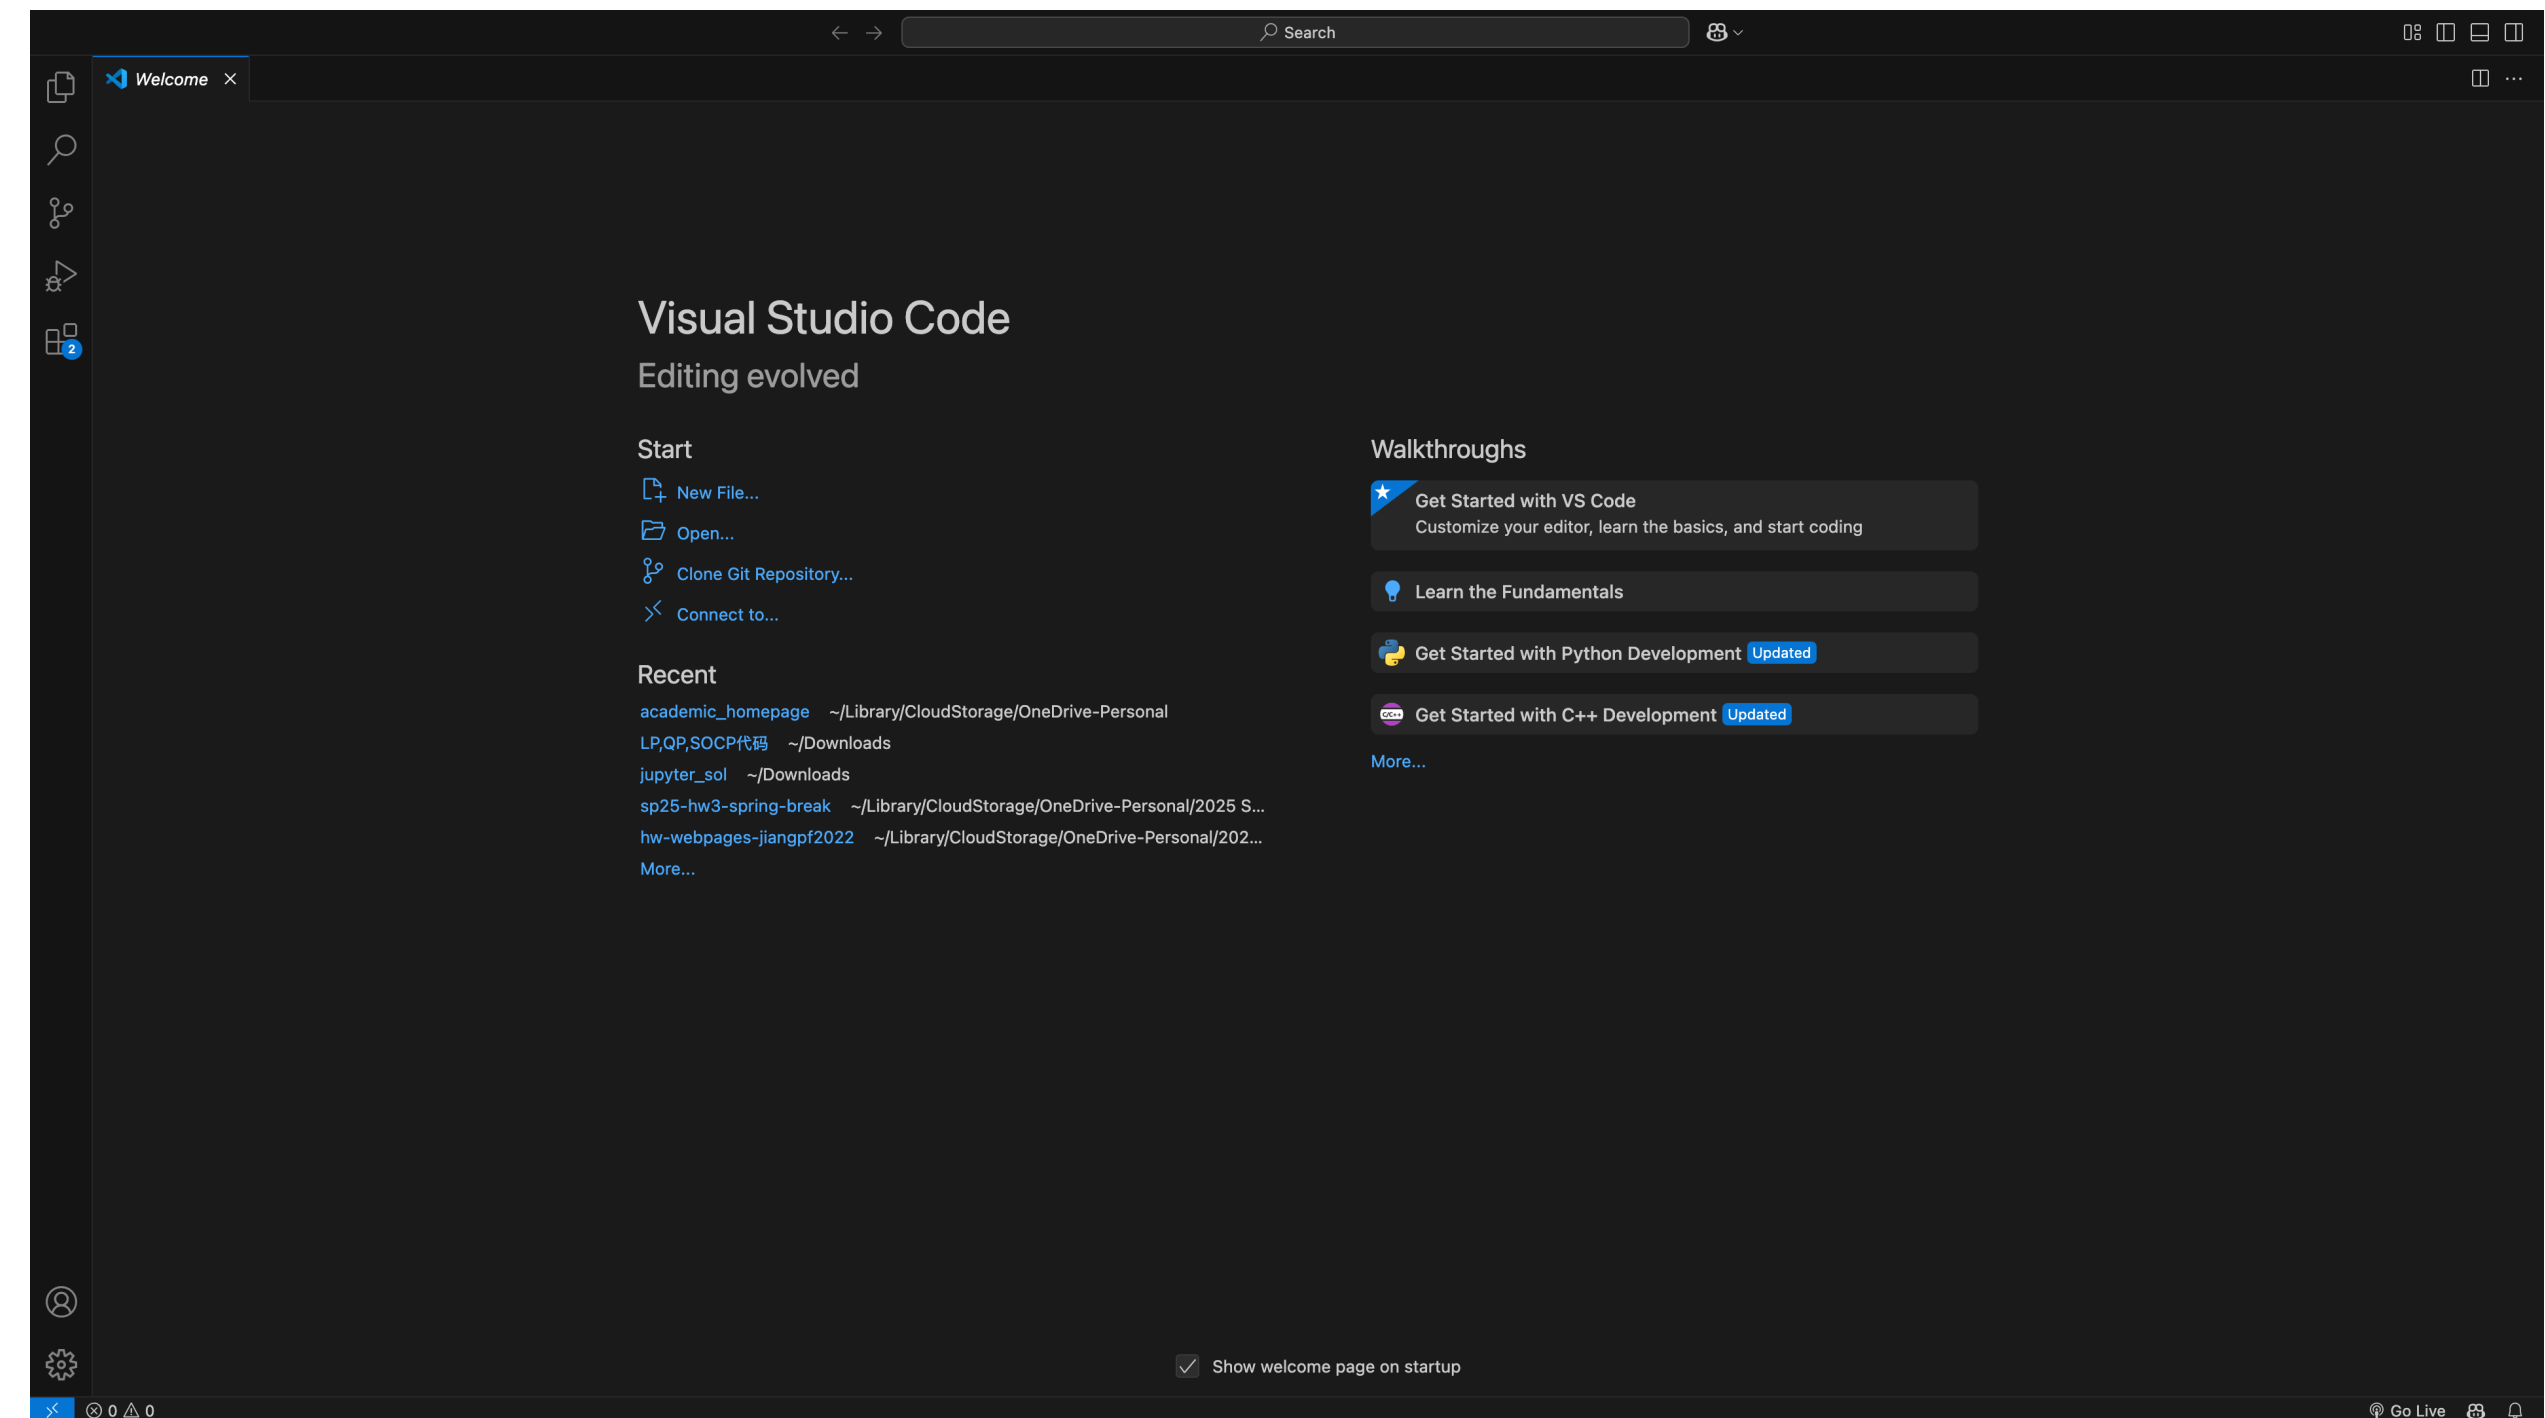 Search
Welcome
2
Visual Studio Code
Editing evolved
Start
New File...
Open...
Clone Git Repository...
Connect to...
Recent
academic_homepage ~/Library/CloudStorage/OneDrive-Personal
LP,QP,SOCP代码 ~/Downloads
jupyter_sol ~/Downloads
sp25-hw3-spring-break ~/Library/CloudStorage/OneDrive-Personal/2025 S...
hw-webpages-jiangpf2022 ~/Library/CloudStorage/OneDrive-Personal/202...
More...
Walkthroughs
Get Started with VS Code
Customize your editor, learn the basics, and start coding
Learn the Fundamentals
Get Started with Python Development Updated
C/C++ Get Started with C++ Development Updated
More...
Show welcome page on startup
0 0
Go Live